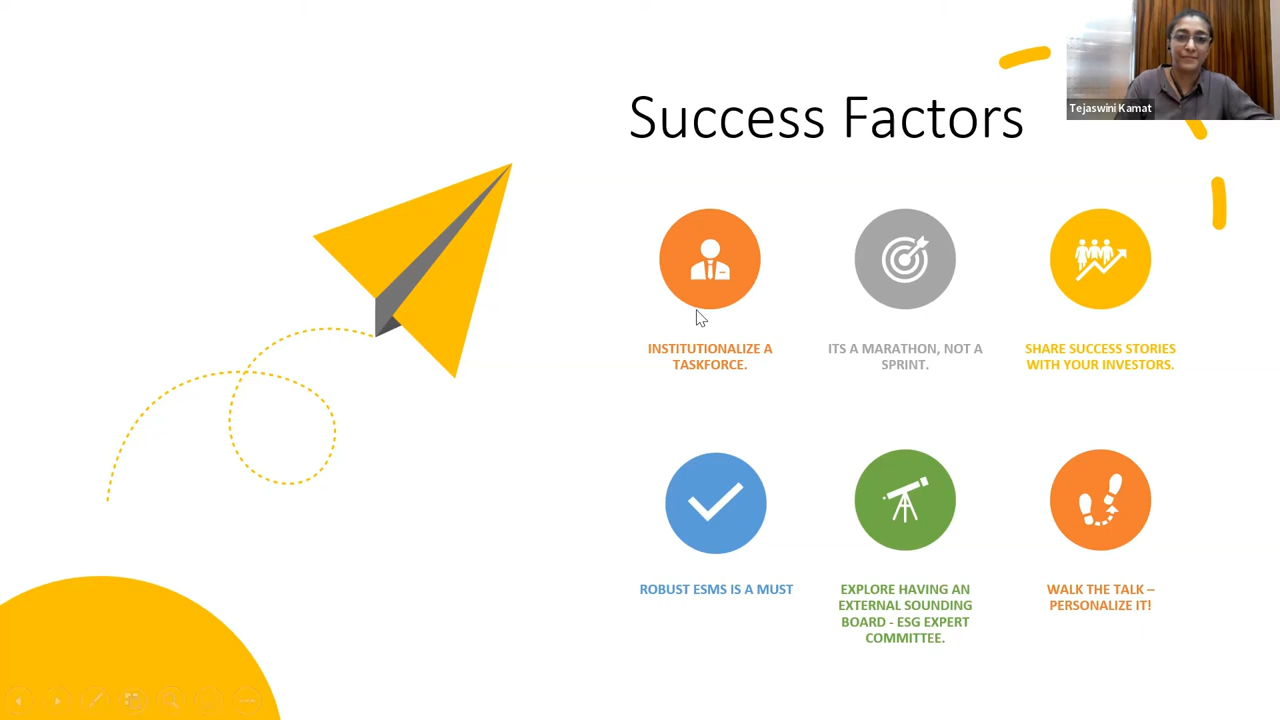 Tejaswini Kamat
Success Factors
INSTITUTIONALIZE A
TASKFORCE.
ITS A MARATHON, NOT A
SPRINT.
SHARE SUCCESS STORIES
WITH YOUR INVESTORS.
ROBUST ESMS IS A MUST
EXPLORE HAVING AN
EXTERNAL SOUNDING
BOARD - ESG EXPERT
COMMITTEE.
WALK THE TALK –
PERSONALIZE IT!